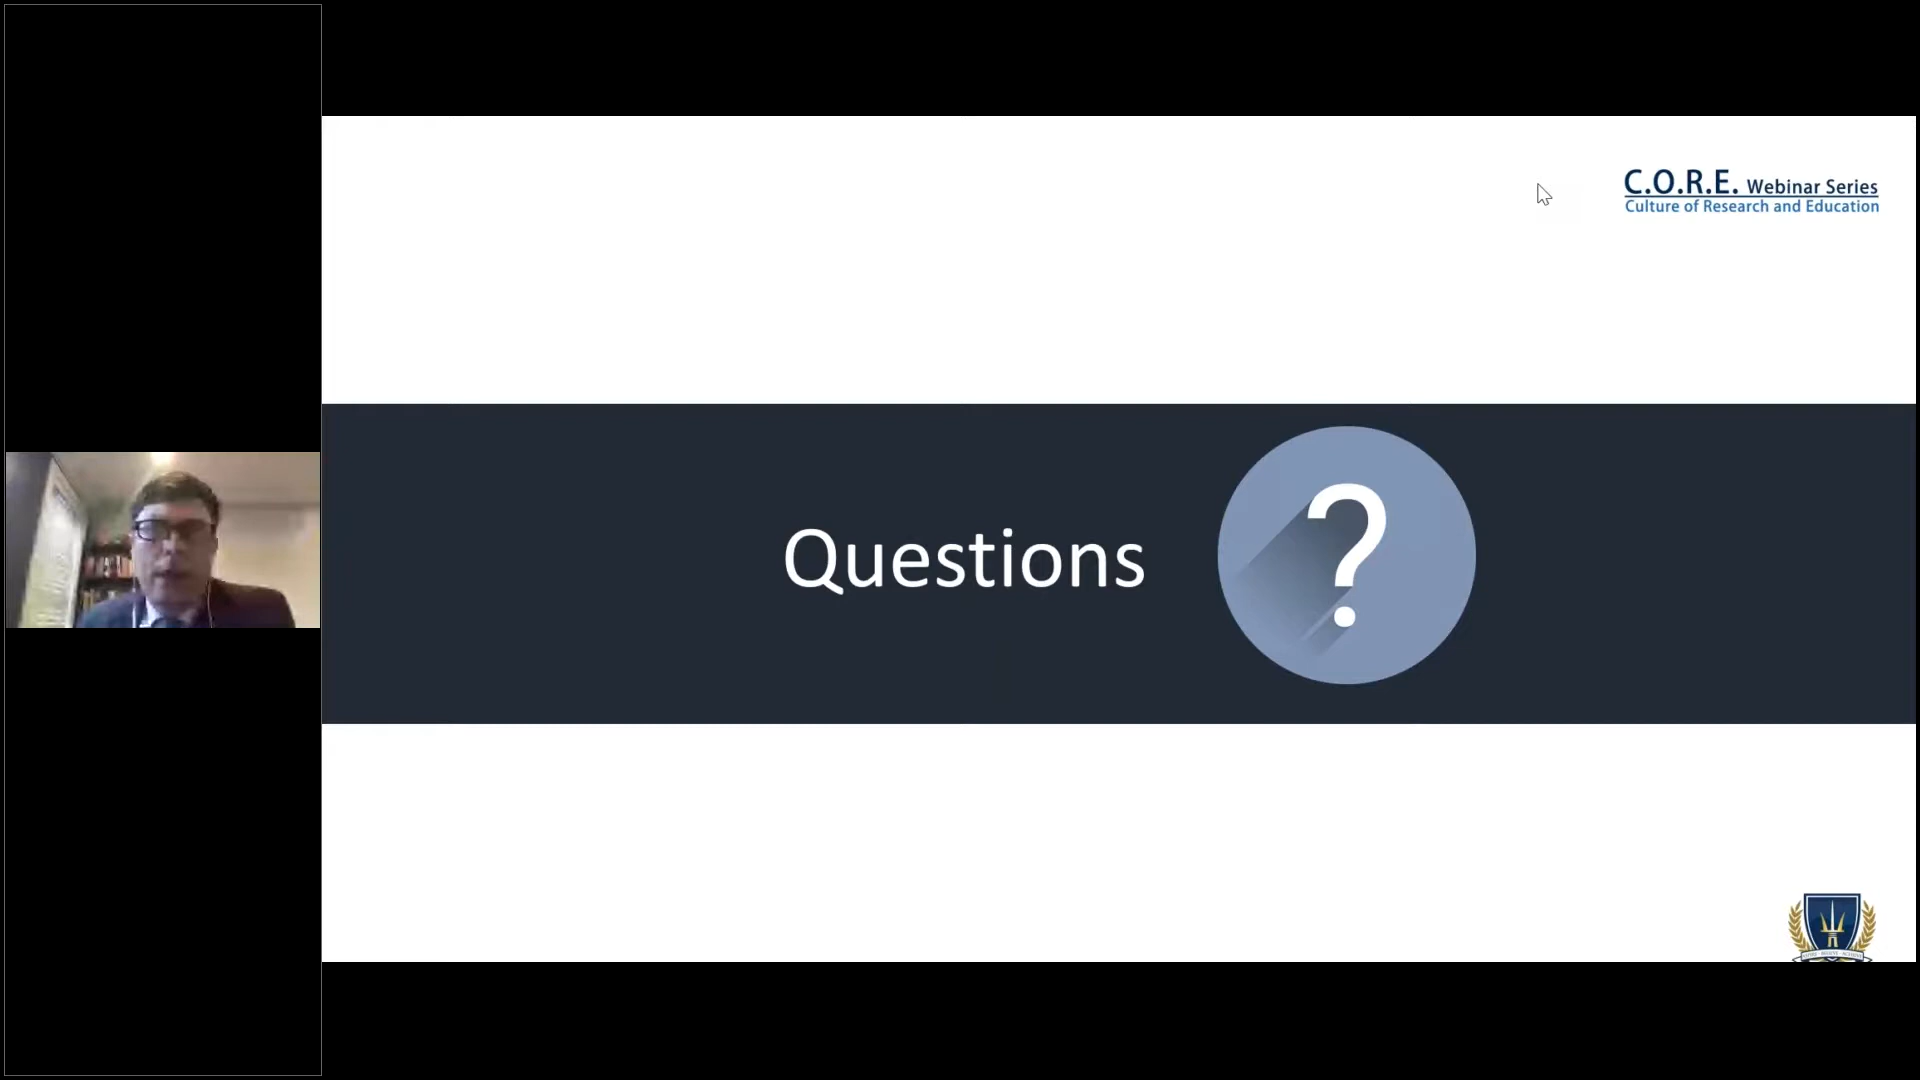 C.O.R.E. Webinar Series
Culture of Research and Education
Questions
?